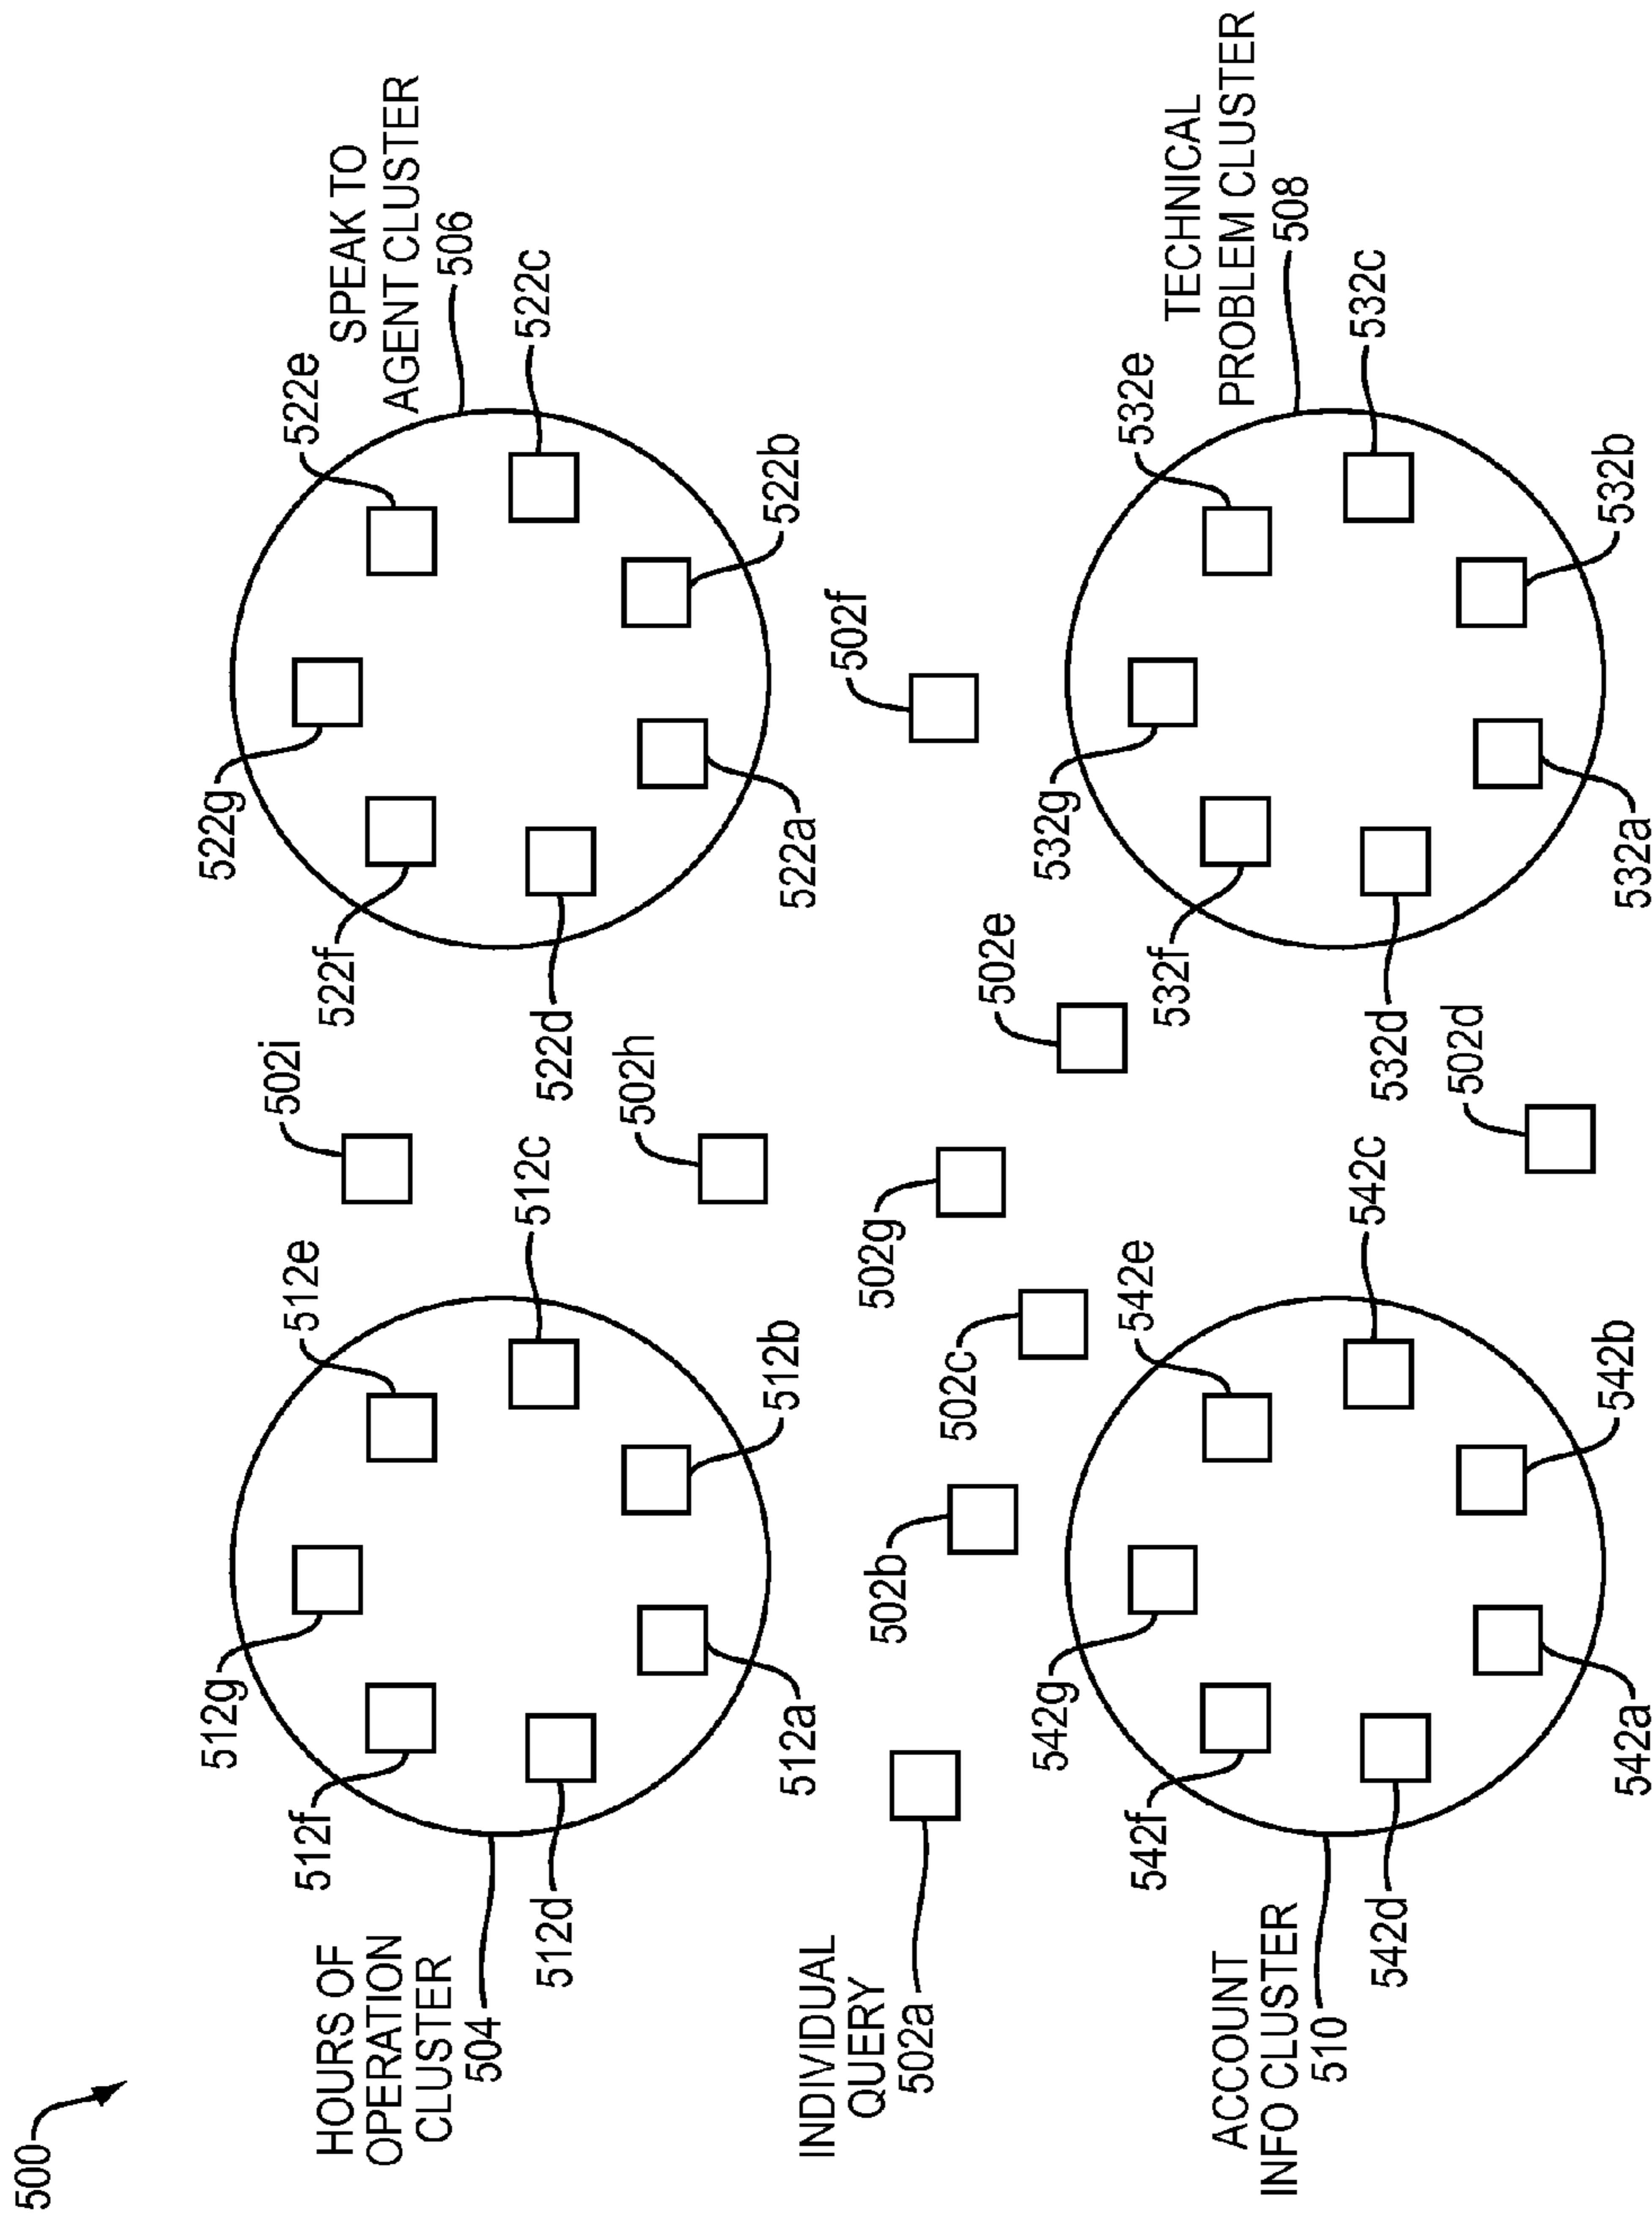 500
HOURS OF
OPERATION
CLUSTER
504
512f
512g
512e
512c
512d
512a
512b
502i
502h
SPEAK TO
AGENT CLUSTER
506
522f
522g
522e
522c
522d
522a
522b
INDIVIDUAL
QUERY
502a
502b
502c
502g
502e
502f
502d
ACCOUNT
INFO CLUSTER
510
542f
542g
542e
542c
542d
542a
542b
TECHNICAL
PROBLEM CLUSTER
508
532f
532g
532e
532c
532d
532a
532b